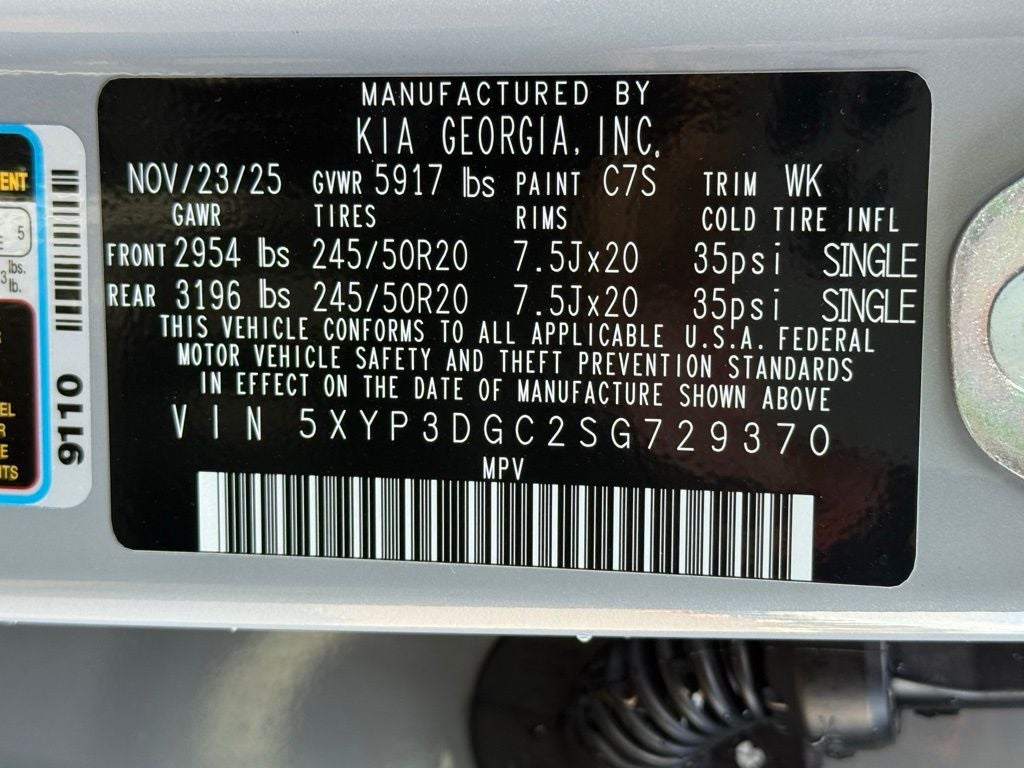 MANUFACTURED BY
KIA GEORGIA, INC.
NOV/23/25 GVWR 5917 lbs PAINT C7S TRIM WK
GAWR TIRES RIMS COLD TIRE INFL
FRONT 2954 lbs 245/50R20 7.5Jx20 35psi SINGLE
REAR 3196 lbs 245/50R20 7.5Jx20 35psi SINGLE
THIS VEHICLE CONFORMS TO ALL APPLICABLE U.S.A. FEDERAL
MOTOR VEHICLE SAFETY AND THEFT PREVENTION STANDARDS
IN EFFECT ON THE DATE OF MANUFACTURE SHOWN ABOVE
VIN 5XYP3DGC2SG729370
MPV
9110
5
lbs.
lb.